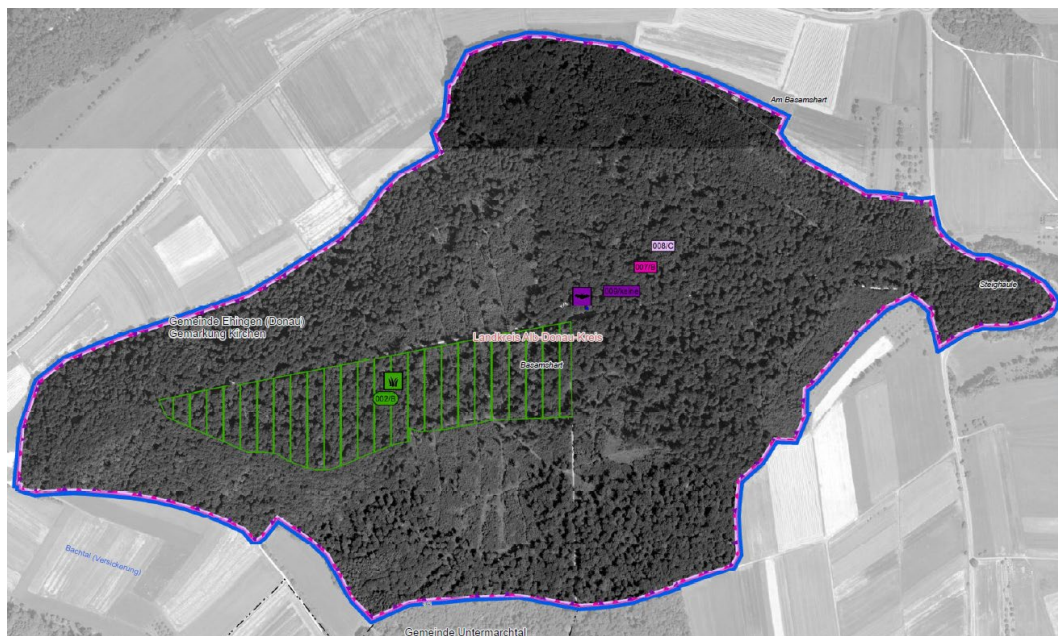 Am Basamshart
008/C
007/B
Steighäule
Gemeinde Ehingen (Donau)
Gemarkung Kirchen
Landkreis Alb-Donau-Kreis
Basamshart
002/B
Bachtal (Versickerung)
Gemeinde Untermarchtal